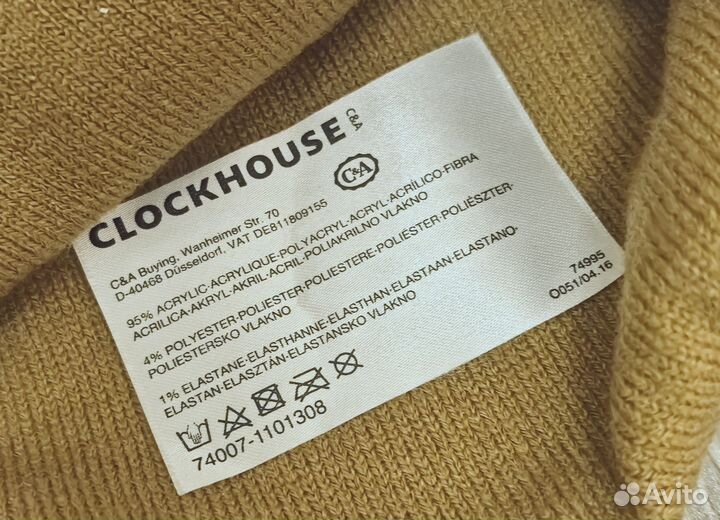 CLOCKHOUSE
C&A
C&A
C&A Buying, Wanheimer Str. 70
D-40468 Düsseldorf. VAT DE811809155
95% ACRYLIC-ACRYLIQUE-POLYACRYL-ACRYL-ACRÍLICO-FIBRA
ACRILICA-AKRYL-AKRIL-ACRIL-POLIAKRILNO VLAKNO
4% POLYESTER-POLIESTER-POLIESTERE-POLIÉSTER-POLIÉSZTER-
POLIESTERSKO VLAKNO
1% ELASTANE-ELASTHANNE-ELASTHAN-ELASTAAN-ELASTANO-
ELASTAN-ELASZTÁN-ELASTANSKO VLAKNO
74995
O051/04.16
74007-1101308
Avito